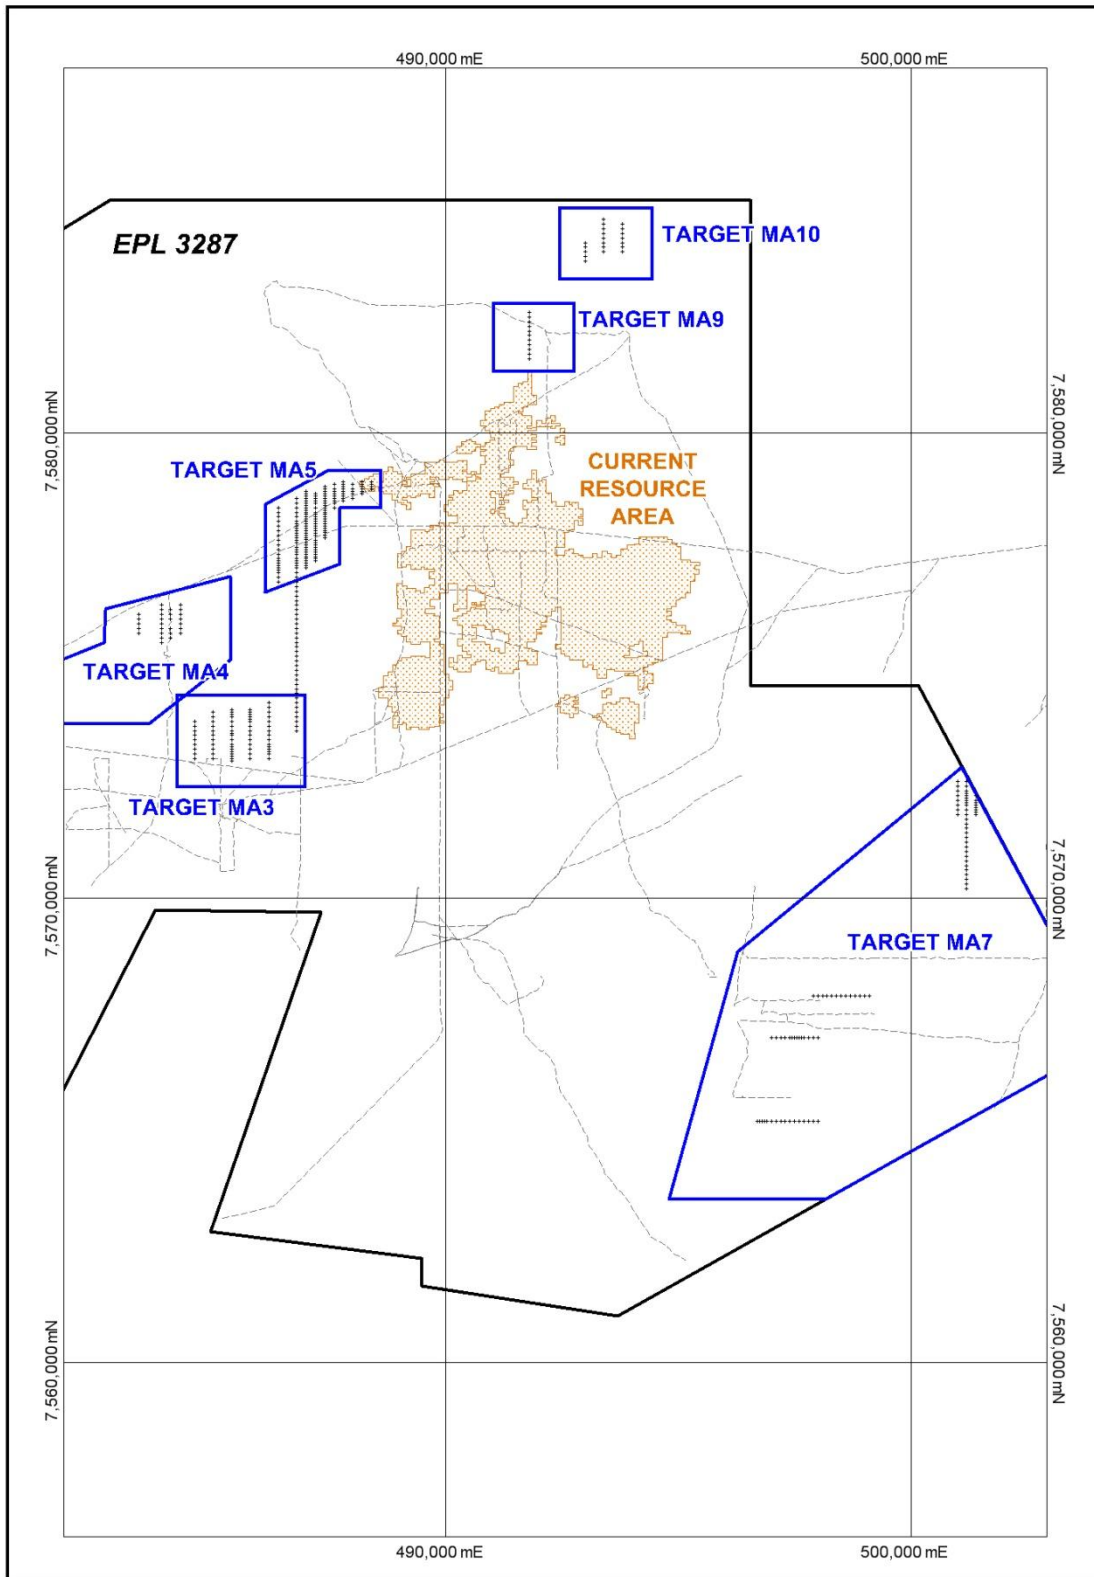 490,000 mE
500,000 mE
EPL 3287
TARGET MA10
TARGET MA9
7,580,000 mN
7,580,000 mN
TARGET MA5
CURRENT
RESOURCE
AREA
TARGET MA4
TARGET MA3
7,570,000 mN
7,570,000 mN
TARGET MA7
7,560,000 mN
7,560,000 mN
490,000 mE
500,000 mE